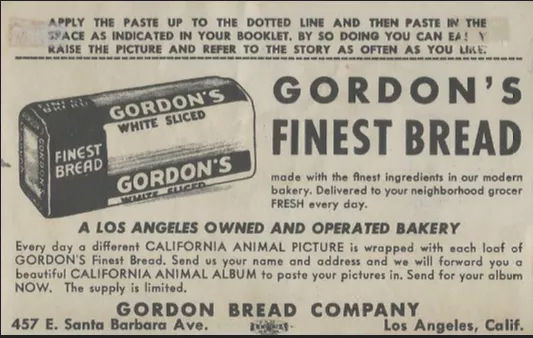 APPLY THE PASTE UP TO THE DOTTED LINE AND THEN PASTE IN THE
SPACE AS INDICATED IN YOUR BOOKLET. BY SO DOING YOU CAN EASILY
RAISE THE PICTURE AND REFER TO THE STORY AS OFTEN AS YOU LIKE.
GORDON'S
WHITE SLICED
FINEST
BREAD
GORDON'S
WHITE SLICED
GORDON'S
FINEST BREAD
made with the finest ingredients in our modern
bakery. Delivered to your neighborhood grocer
FRESH every day.
A LOS ANGELES OWNED AND OPERATED BAKERY
Every day a different CALIFORNIA ANIMAL PICTURE is wrapped with each loaf of
GORDON'S Finest Bread. Send us your name and address and we will forward you a
beautiful CALIFORNIA ANIMAL ALBUM to paste your pictures in. Send for your album
NOW. The supply is limited.
GORDON BREAD COMPANY
457 E. Santa Barbara Ave.
Los Angeles, Calif.